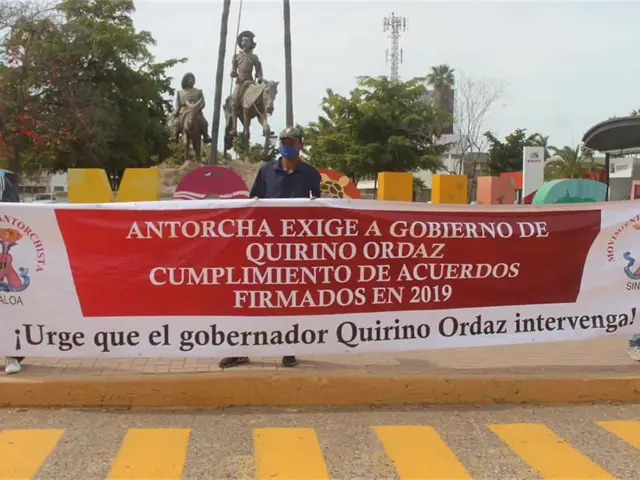 ANTORCHA EXIGE A GOBIERNO DE
QUIRINO ORDAZ
CUMPLIMIENTO DE ACUERDOS
FIRMADOS EN 2019
¡Urge que el gobernador Quirino Ordaz intervenga!
ANTORCHISTA